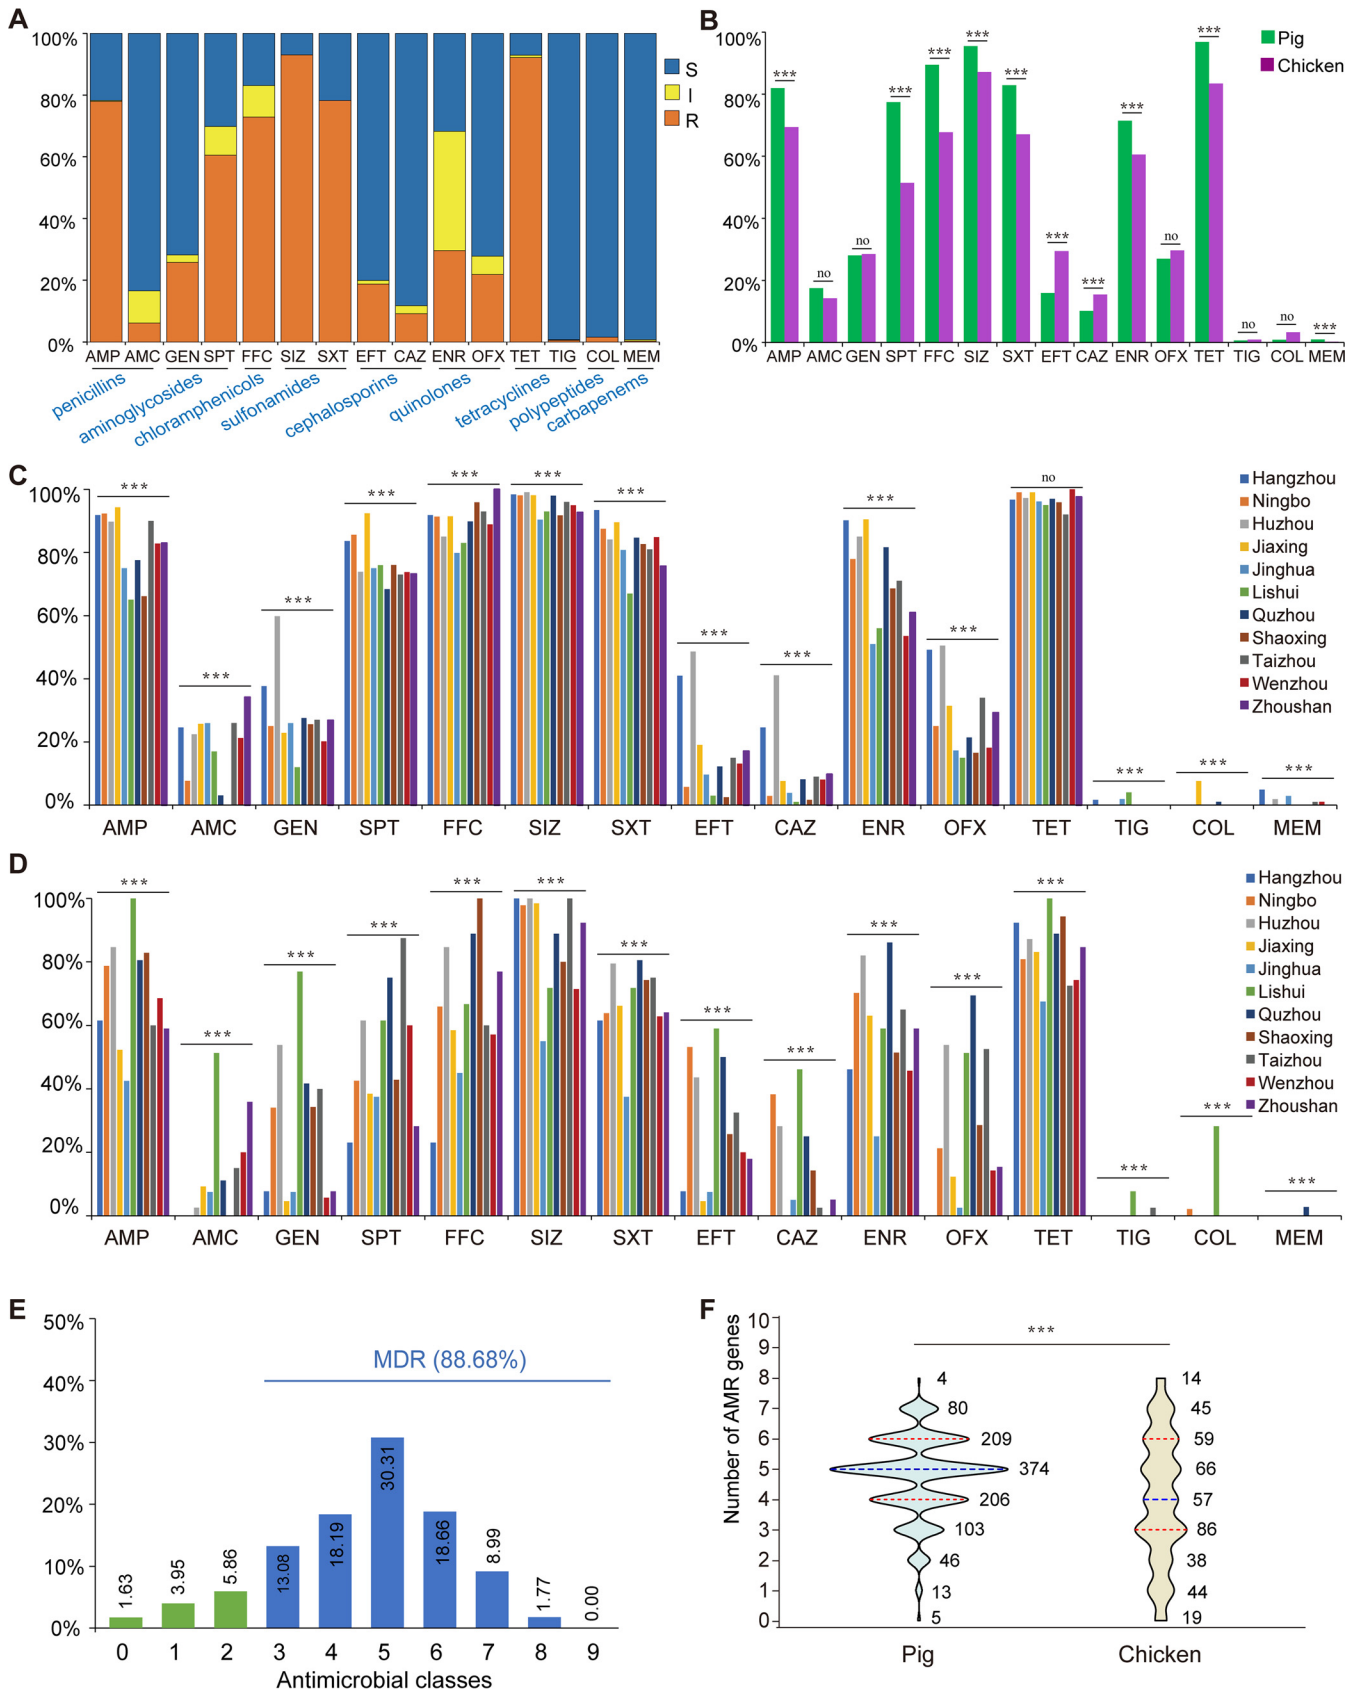 A
100%
80%
60%
40%
20%
0%
S
I
R
AMP AMC GEN SPT FFC SIZ SXT EFT CAZ ENR OFX TET TIG COL MEM
penicillins
aminoglycosides
chloramphenicols
sulfonamides
cephalosporins
quinolones
tetracyclines
polypeptides
carbapenems
B
100%
80%
60%
40%
20%
0%
*** no no *** *** *** *** *** *** *** no *** no no ***
Pig
Chicken
AMP AMC GEN SPT FFC SIZ SXT EFT CAZ ENR OFX TET TIG COL MEM
C
100%
80%
60%
40%
20%
0%
*** *** *** *** *** *** *** *** *** *** *** no *** *** ***
Hangzhou
Ningbo
Huzhou
Jiaxing
Jinghua
Lishui
Quzhou
Shaoxing
Taizhou
Wenzhou
Zhoushan
AMP AMC GEN SPT FFC SIZ SXT EFT CAZ ENR OFX TET TIG COL MEM
D
100%
80%
60%
40%
20%
0%
*** *** *** *** *** *** *** *** *** *** *** *** *** *** ***
Hangzhou
Ningbo
Huzhou
Jiaxing
Jinghua
Lishui
Quzhou
Shaoxing
Taizhou
Wenzhou
Zhoushan
AMP AMC GEN SPT FFC SIZ SXT EFT CAZ ENR OFX TET TIG COL MEM
E
50%
40%
30%
20%
10%
0%
MDR (88.68%)
1.63 3.95 5.86 13.08 18.19 30.31 18.66 8.99 1.77 0.00
0 1 2 3 4 5 6 7 8 9
Antimicrobial classes
F
Number of AMR genes
10
9
8
7
6
5
4
3
2
1
0
***
4
80
209
374
206
103
46
13
5
14
45
59
66
57
86
38
44
19
Pig Chicken